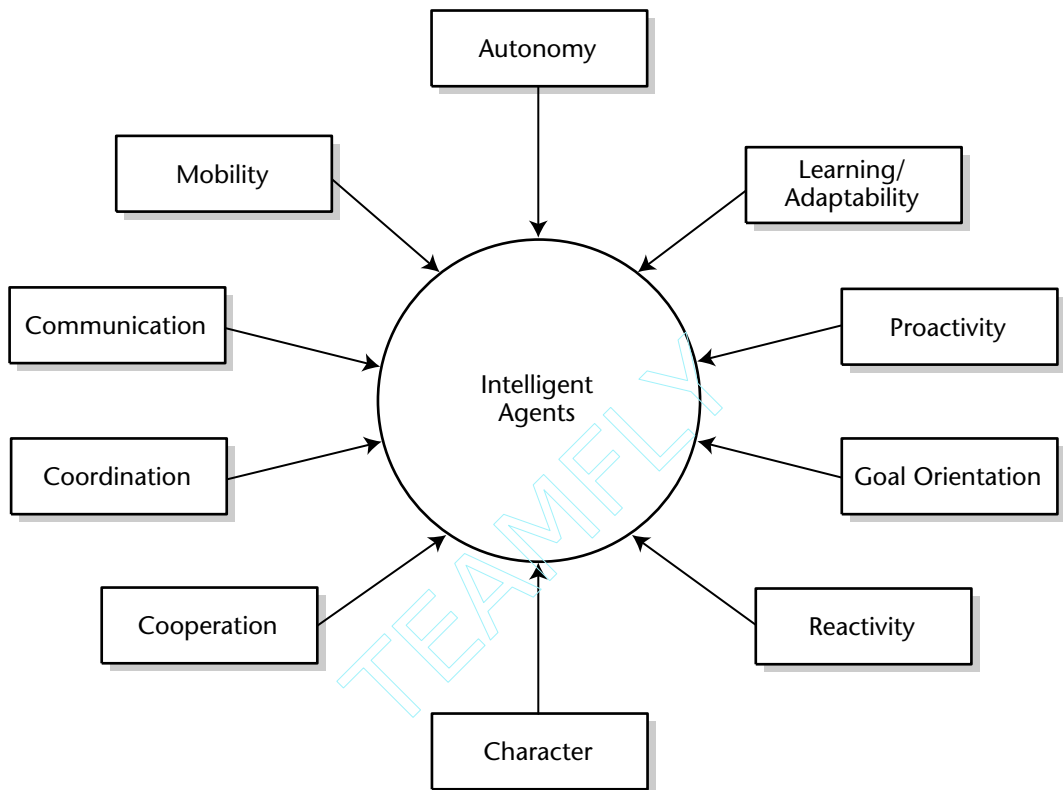 Autonomy
Mobility
Learning/
Adaptability
Communication
Proactivity
Intelligent
Agents
Coordination
Goal Orientation
Cooperation
Reactivity
Character
TEAMFLY